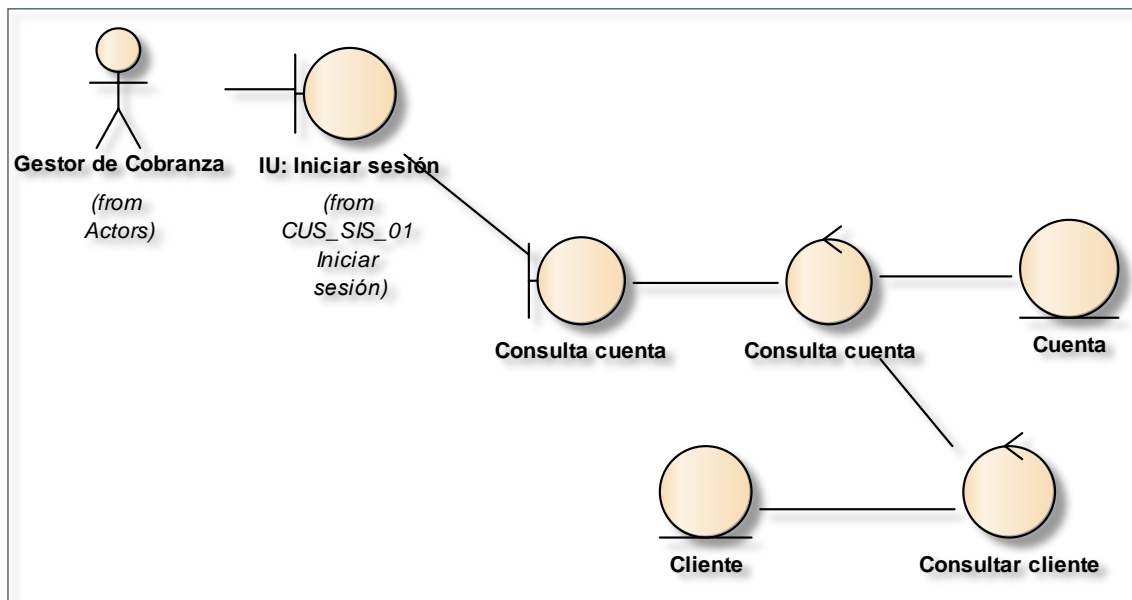 Gestor de Cobranza
(from
Actors)
IU: Iniciar sesión
(from
CUS_SIS_01
Iniciar
sesión)
Consulta cuenta
Consulta cuenta
Cuenta
Cliente
Consultar cliente